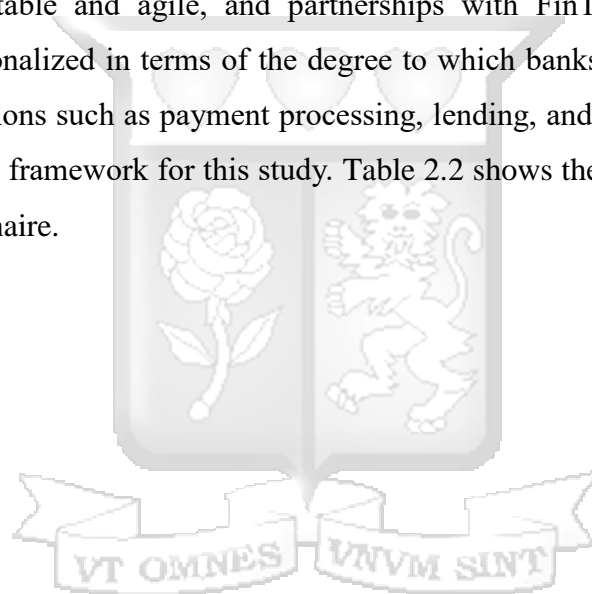 table and agile, and partnerships with FinT
onalized in terms of the degree to which banks
ions such as payment processing, lending, and
framework for this study. Table 2.2 shows the
naire.
VT OMNES VNVM SINT